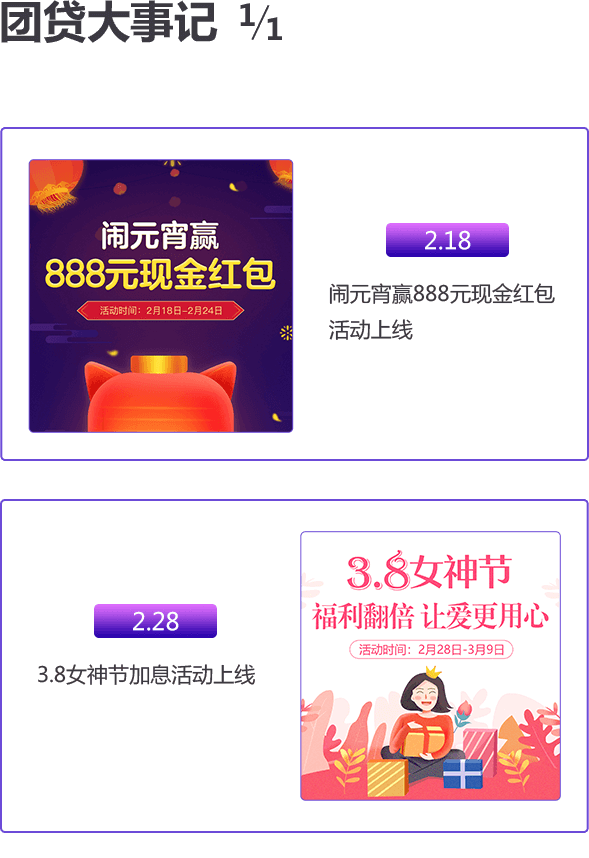 团贷大事记 1/1
闹元宵赢
888元现金红包
活动时间：2月18日-2月24日
2.18
闹元宵赢888元现金红包
活动上线
2.28
3.8女神节加息活动上线
3.8女神节
福利翻倍 让爱更用心
活动时间：2月28日-3月9日